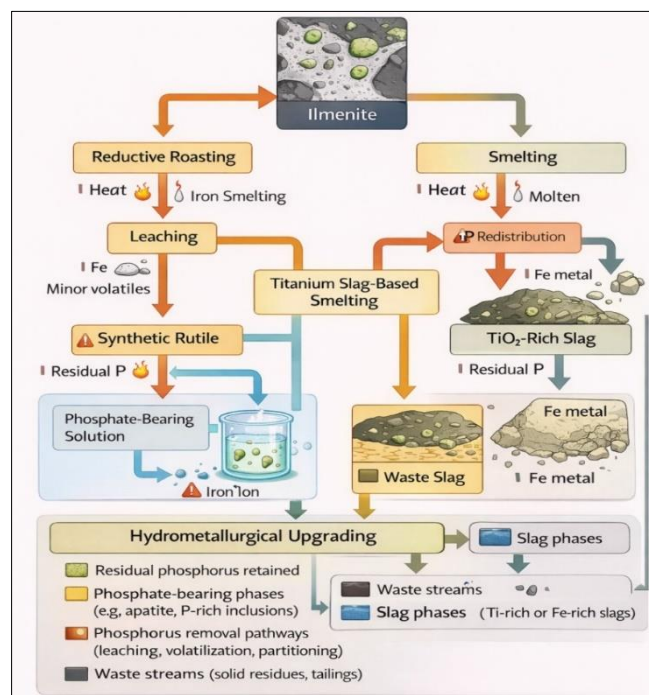 Ilmenite
Reductive Roasting
Smelting
Heat
Iron Smelting
Heat
Molten
Leaching
P Redistribution
Fe
Minor volatiles
Fe metal
Titanium Slag-Based
Smelting
Synthetic Rutile
TiO₂-Rich Slag
Residual P
Residual P
Phosphate-Bearing
Solution
Fe metal
Waste Slag
Fe metal
Iron Ion
Hydrometallurgical Upgrading
Slag phases
Residual phosphorus retained
Phosphate-bearing phases
(e.g, apatite, P-rich inclusions)
Phosphorus removal pathways
(leaching, volatilization, partitioning)
Waste streams (solid residues, tailings)
Waste streams
Slag phases (Ti-rich or Fe-rich slags)